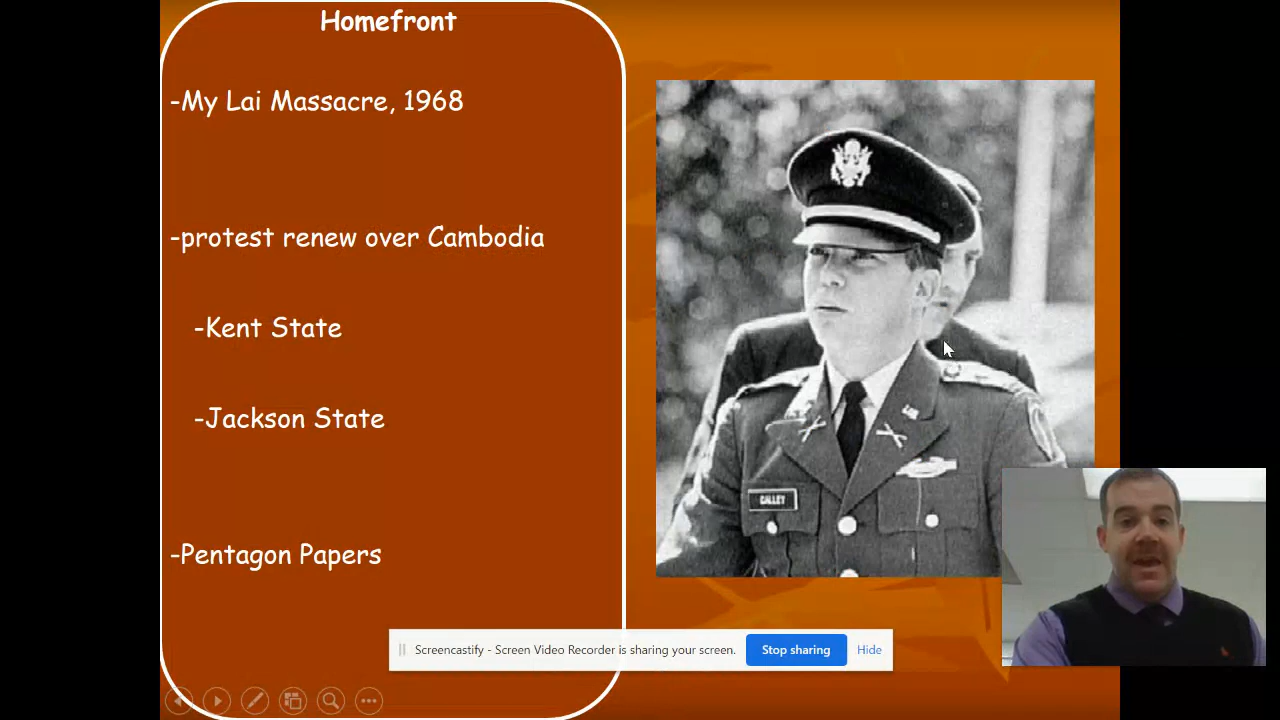 Homefront
-My Lai Massacre, 1968
-protest renew over Cambodia
-Kent State
-Jackson State
-Pentagon Papers
CALLEY
Screencastify - Screen Video Recorder is sharing your screen.
Stop sharing
Hide